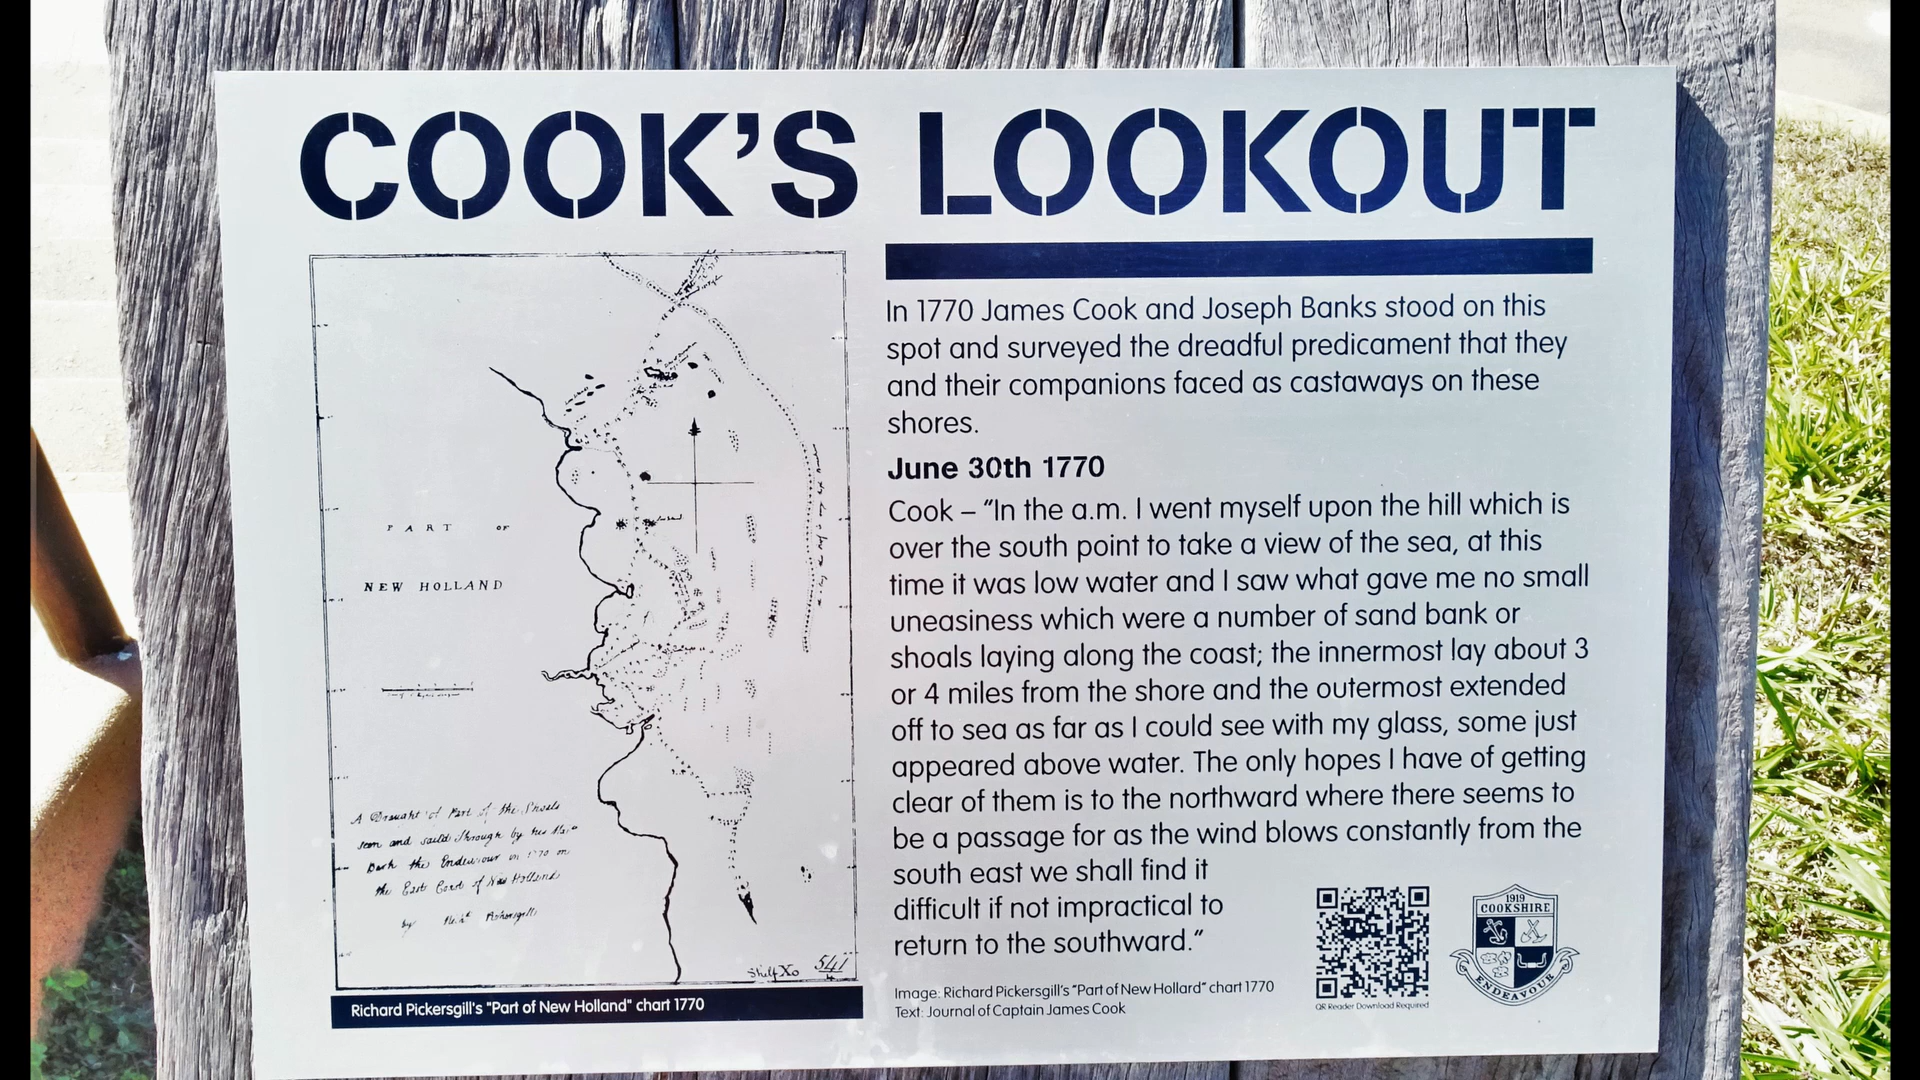 COOK'S LOOKOUT
PART OF
NEW HOLLAND
A Draught of Part of the Shoals
seen and saild through by his
Bark the Endeavour in 1770 on
the East Coast of New Holland
by Richd Pickersgill
Shelf Xo 541
Richard Pickersgill's "Part of New Holland" chart 1770
In 1770 James Cook and Joseph Banks stood on this
spot and surveyed the dreadful predicament that they
and their companions faced as castaways on these
shores.
June 30th 1770
Cook – "In the a.m. I went myself upon the hill which is
over the south point to take a view of the sea, at this
time it was low water and I saw what gave me no small
uneasiness which were a number of sand bank or
shoals laying along the coast; the innermost lay about 3
or 4 miles from the shore and the outermost extended
off to sea as far as I could see with my glass, some just
appeared above water. The only hopes I have of getting
clear of them is to the northward where there seems to
be a passage for as the wind blows constantly from the
south east we shall find it
difficult if not impractical to
return to the southward."
Image: Richard Pickersgill's "Part of New Hollard" chart 1770
Text: Journal of Captain James Cook
QR Reader Download Required
1919
COOKSHIRE
ENDEAVOUR